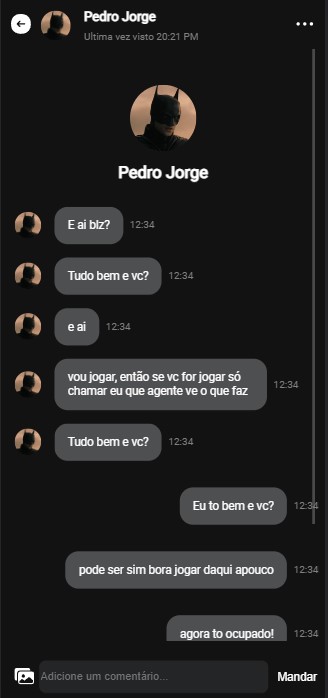 Pedro Jorge
Ultima vez visto 20:21 PM
Pedro Jorge
E ai blz? 12:34
Tudo bem e vc? 12:34
e ai 12:34
vou jogar, então se vc for jogar só
chamar eu que agente ve o que faz 12:34
Tudo bem e vc? 12:34
Eu to bem e vc? 12:34
pode ser sim bora jogar daqui apouco 12:34
agora to ocupado! 12:34
Adicione um comentário... Mandar